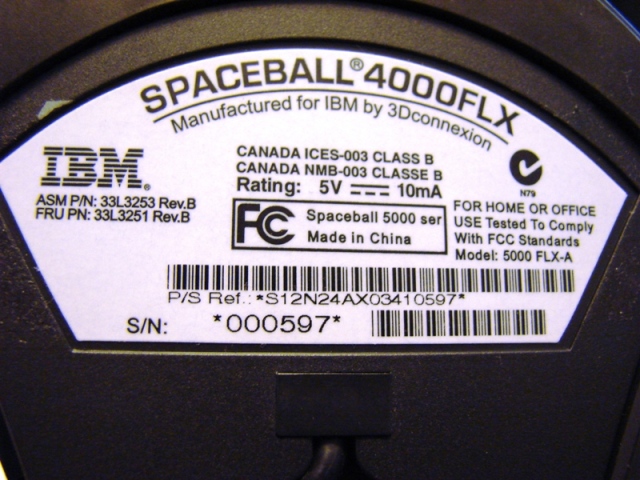 SPACEBALL® 4000FLX
Manufactured for IBM by 3Dconnexion
IBM®
ASM P/N: 33L3253 Rev.B
FRU PN: 33L3251 Rev.B
CANADA ICES-003 CLASS B
CANADA NMB-003 CLASSE B
Rating: 5V 10mA
N79
FC Spaceball 5000 ser
Made in China
FOR HOME OR OFFICE
USE Tested To Comply
With FCC Standards
Model: 5000 FLX-A
P/S Ref.: *S12N24AX03410597*
S/N: *000597*